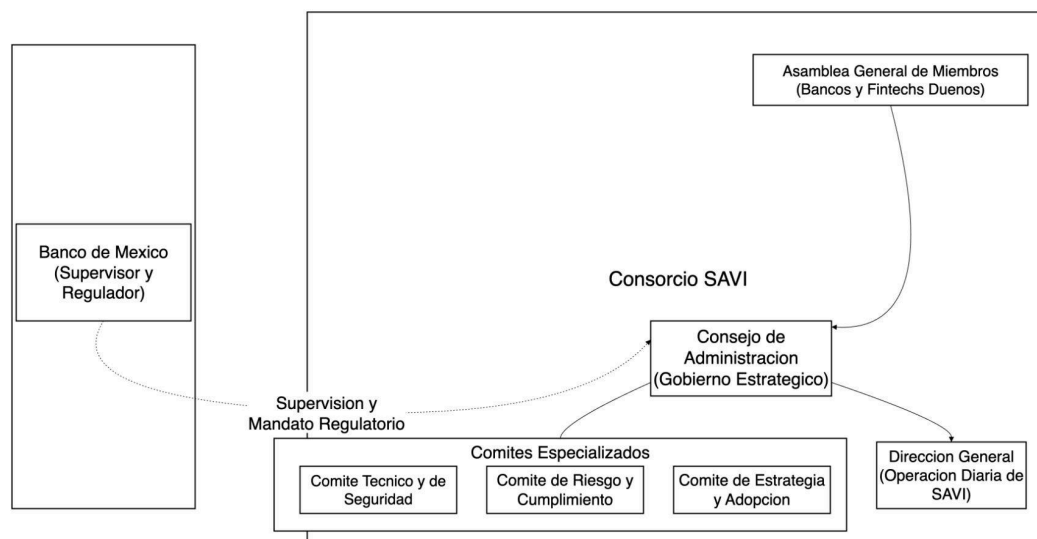 Asamblea General de Miembros
(Bancos y Fintechs Duenos)
Banco de Mexico
(Supervisor y
Regulador)
Consorcio SAVI
Consejo de
Administracion
(Gobierno Estrategico)
Supervision y
Mandato Regulatorio
Comites Especializados
Comite Tecnico y de
Seguridad
Comite de Riesgo y
Cumplimiento
Comite de Estrategia
y Adopcion
Direccion General
(Operacion Diaria de
SAVI)